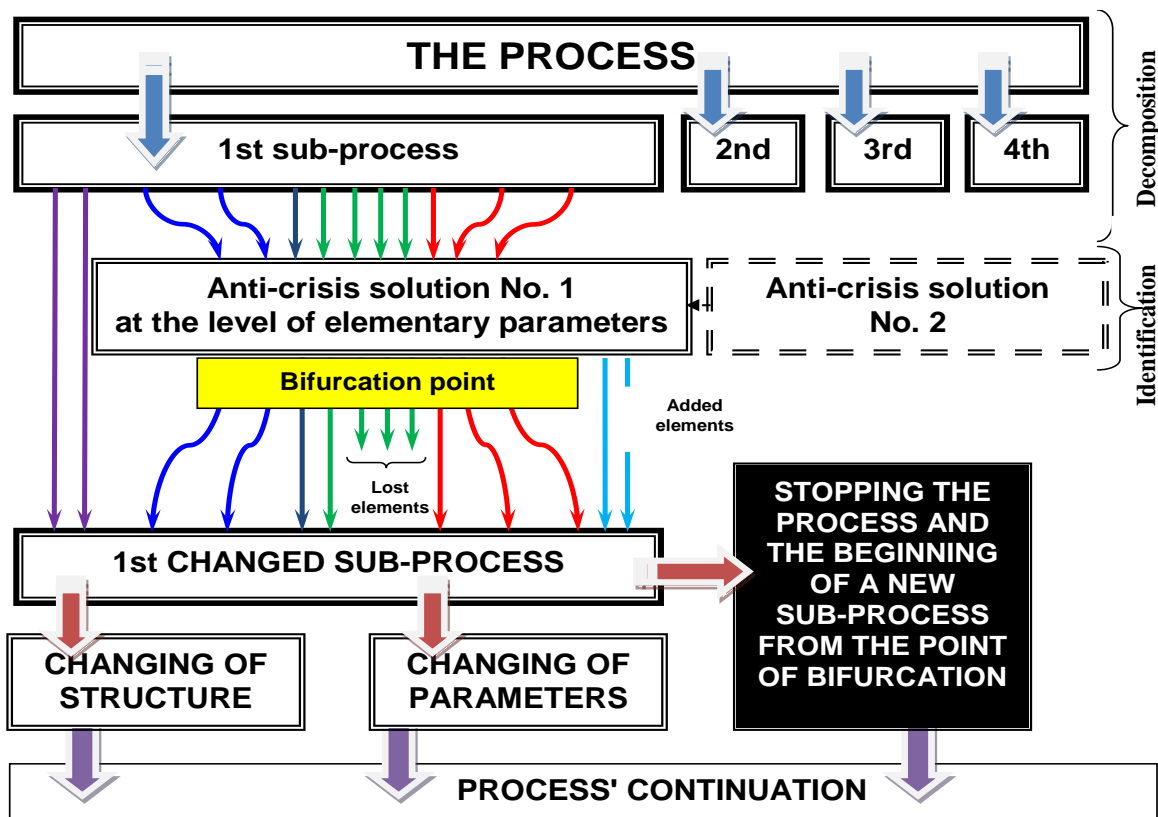 THE PROCESS
Decomposition
1st sub-process
2nd
3rd
4th
Anti-crisis solution No. 1
at the level of elementary parameters
Anti-crisis solution
No. 2
Identification
Bifurcation point
Added
elements
Lost
elements
1st CHANGED SUB-PROCESS
STOPPING THE
PROCESS AND
THE BEGINNING
OF A NEW
SUB-PROCESS
FROM THE POINT
OF BIFURCATION
CHANGING OF
STRUCTURE
CHANGING OF
PARAMETERS
PROCESS' CONTINUATION